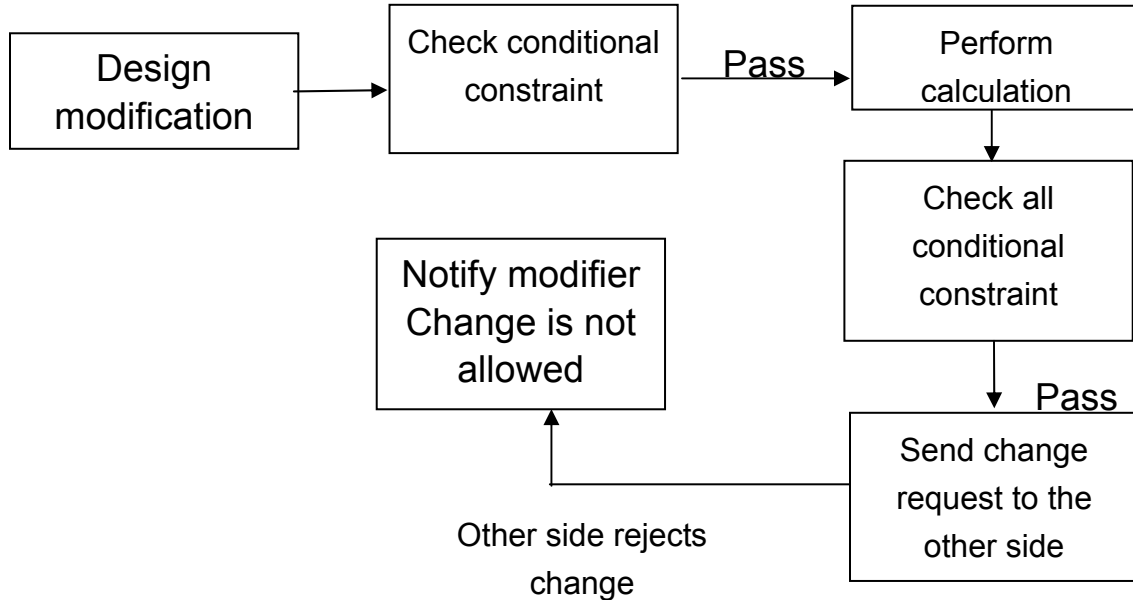 Design
modification
Check conditional
constraint
Pass
Perform
calculation
Check all
conditional
constraint
Pass
Send change
request to the
other side
Other side rejects
change
Notify modifier
Change is not
allowed